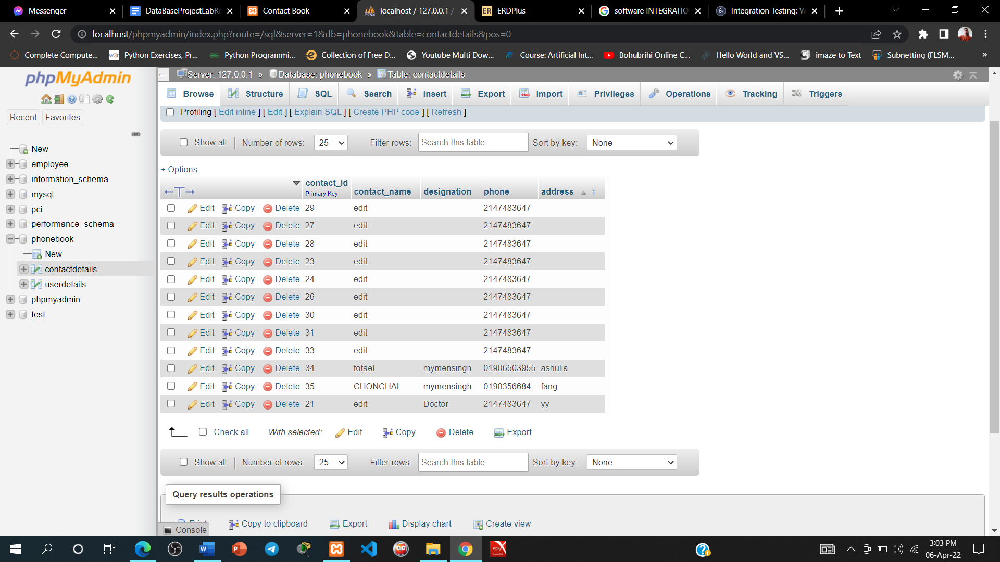 Messenger
DataBaseProjectLabRe
Contact Book
localhost / 127.0.0.1 /
ERDPlus
software INTEGRATIO
Integration Testing: W
localhost/phpmyadmin/index.php?route=/sql&server=1&db=phonebook&table=contactdetails&pos=0
Complete Compute...
Python Exercises, Pr...
Python Programmi...
Collection of Free D...
Youtube Multi Dow...
Course: Artificial Int...
Bohubrihi Online C...
Hello World and VS...
imaze to Text
Subnetting (FLSM...
»
phpMyAdmin
Recent Favorites
New
employee
information_schema
mysql
pci
performance_schema
phonebook
New
contactdetails
userdetails
phpmyadmin
test
Server: 127.0.0.1 » Database: phonebook » Table: contactdetails
Browse Structure SQL Search Insert Export Import Privileges Operations Tracking Triggers
Profiling [ Edit inline ] [ Edit ] [ Explain SQL ] [ Create PHP code ] [ Refresh ]
Show all Number of rows: 25 Filter rows: Search this table Sort by key: None
+ Options
contact_id Primary Key contact_name designation phone address 1
Edit Copy Delete 29 edit 2147483647
Edit Copy Delete 27 edit 2147483647
Edit Copy Delete 28 edit 2147483647
Edit Copy Delete 23 edit 2147483647
Edit Copy Delete 24 edit 2147483647
Edit Copy Delete 26 edit 2147483647
Edit Copy Delete 30 edit 2147483647
Edit Copy Delete 31 edit 2147483647
Edit Copy Delete 33 edit 2147483647
Edit Copy Delete 34 tofael mymensingh 01906503955 ashulia
Edit Copy Delete 35 CHONCHAL mymensingh 0190356684 fang
Edit Copy Delete 21 edit Doctor 2147483647 yy
Check all With selected: Edit Copy Delete Export
Show all Number of rows: 25 Filter rows: Search this table Sort by key: None
Query results operations
Print Copy to clipboard Export Display chart Create view
Console
3:03 PM
06-Apr-22